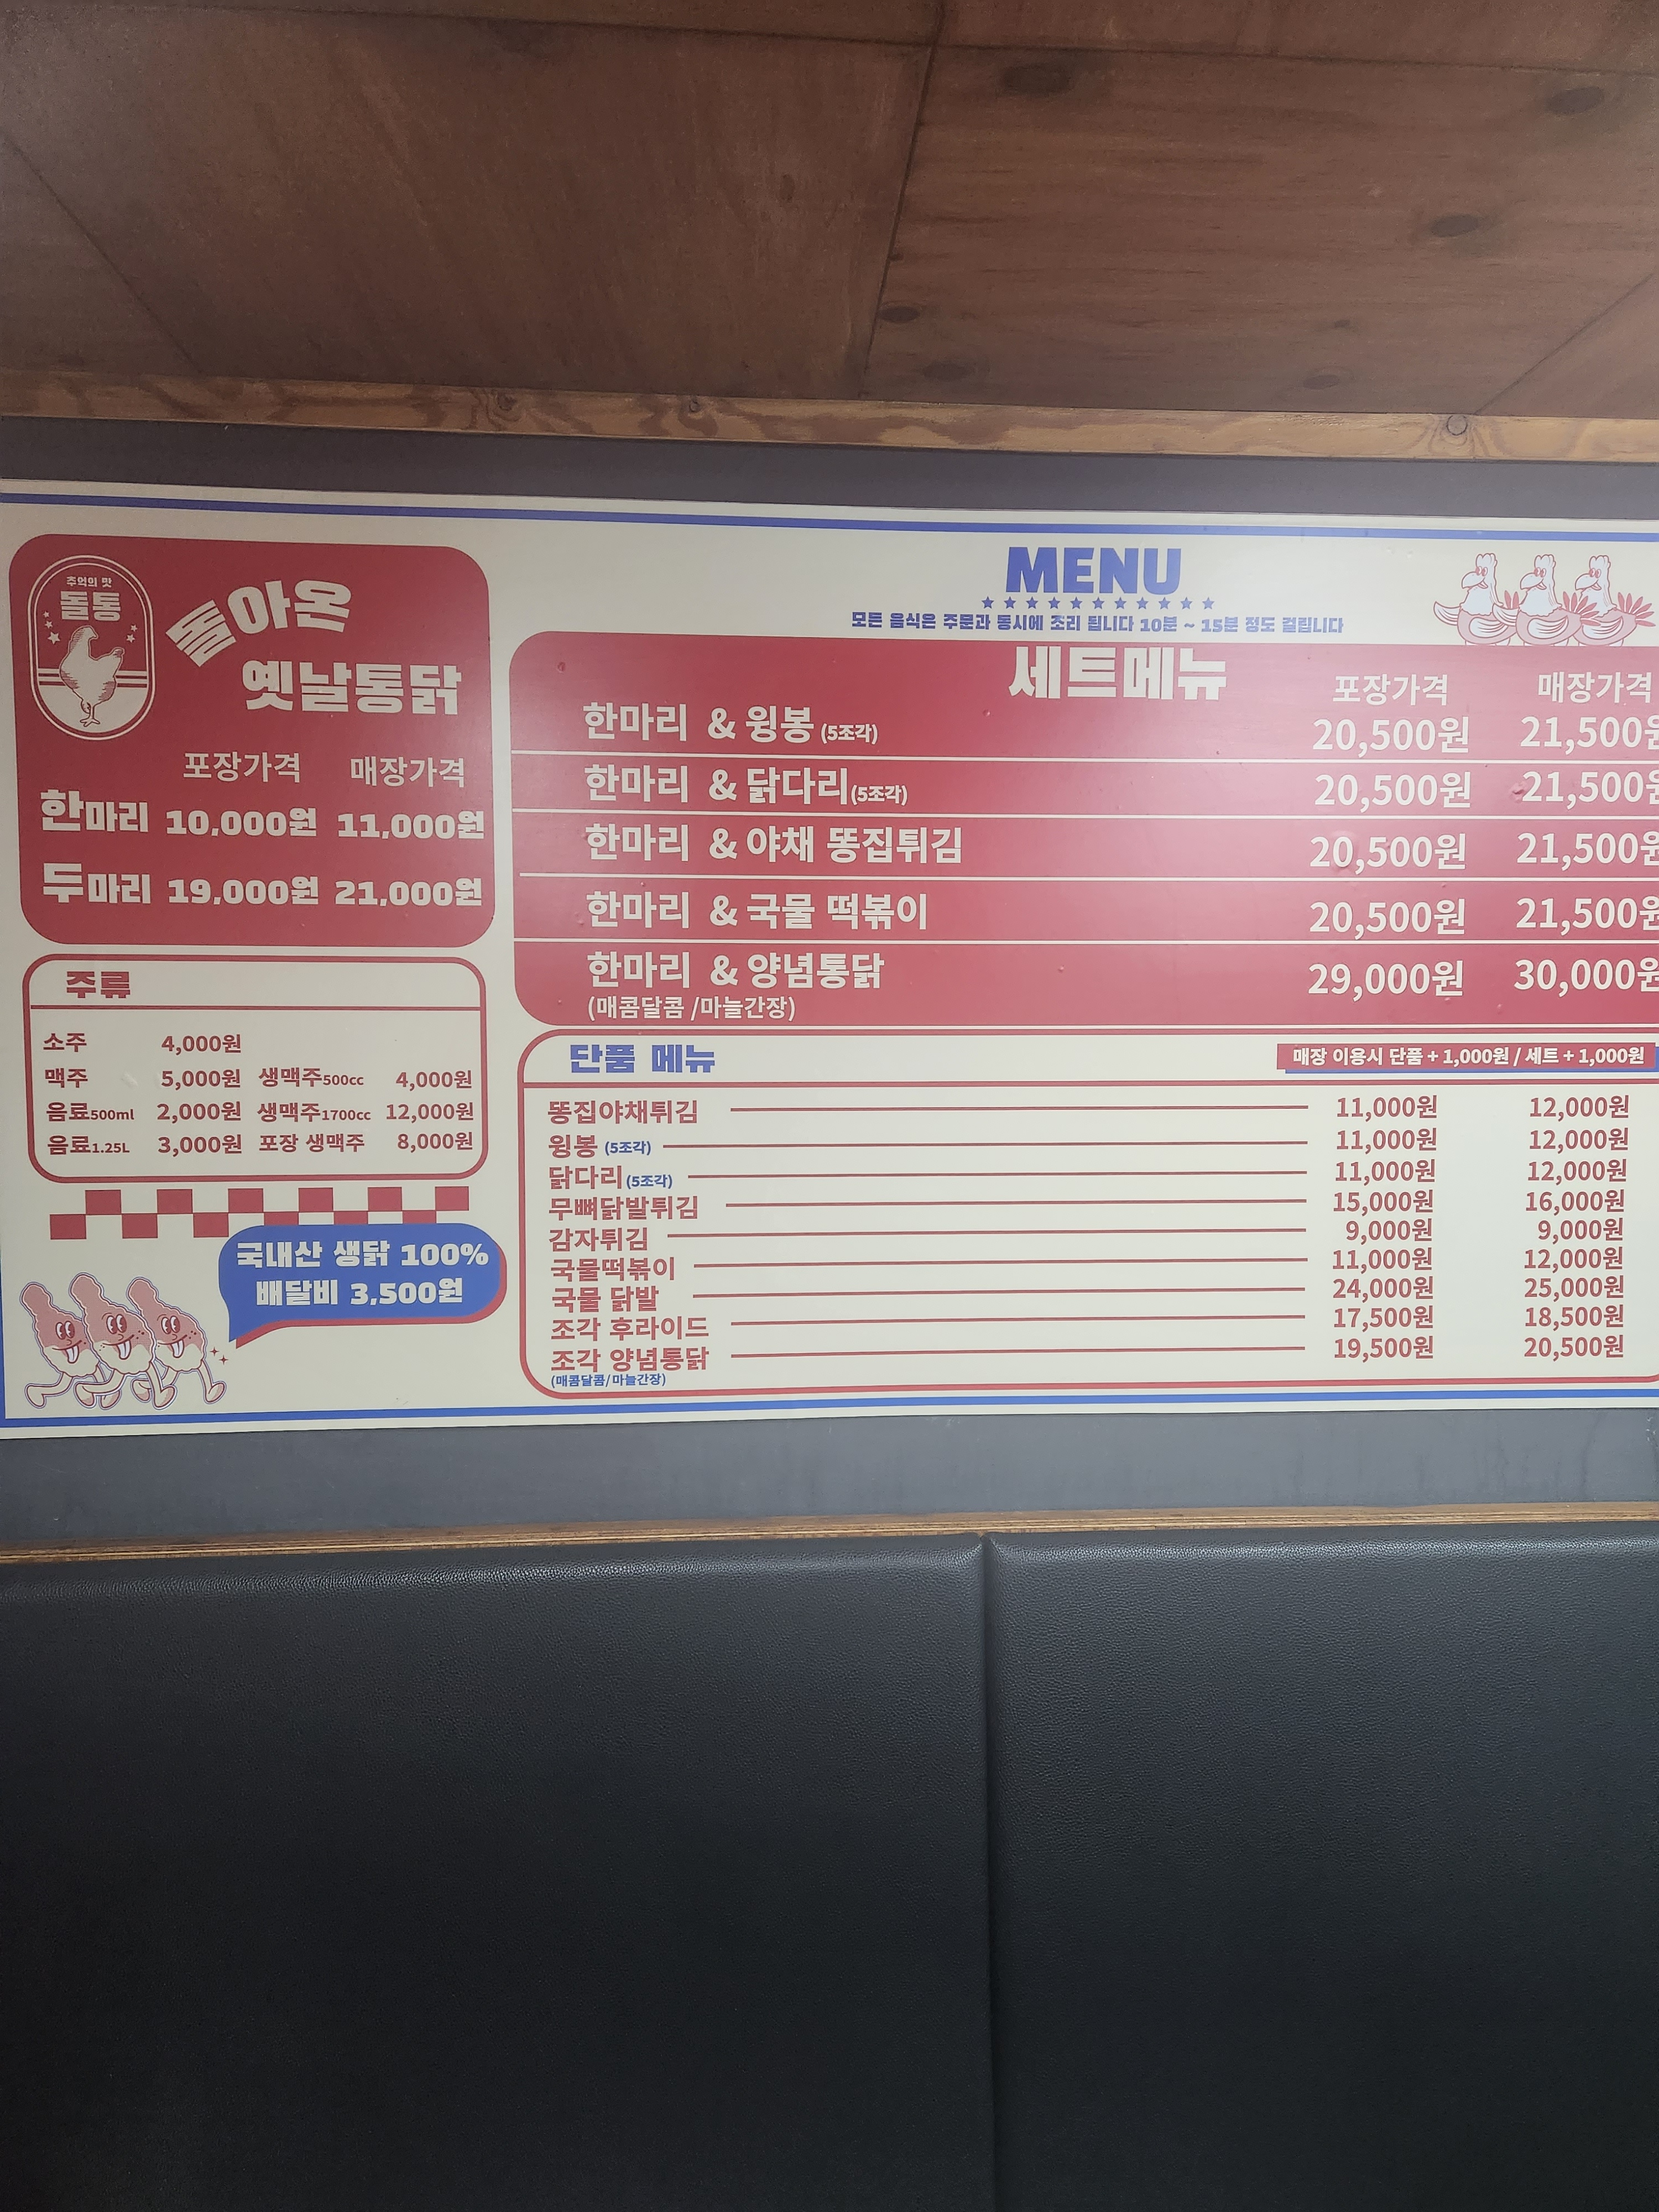 추억의 맛
돌통
돌아온
옛날통닭
포장가격 매장가격
한마리 10,000원 11,000원
두마리 19,000원 21,000원
주류
소주 4,000원
맥주 5,000원 생맥주500cc 4,000원
음료500ml 2,000원 생맥주1700cc 12,000원
음료1.25L 3,000원 포장 생맥주 8,000원
국내산 생닭 100%
배달비 3,500원
MENU
모든 음식은 주문과 동시에 조리 됩니다 10분 ~ 15분 정도 걸립니다
세트메뉴 포장가격 매장가격
한마리 & 윙봉 (5조각) 20,500원 21,500원
한마리 & 닭다리(5조각) 20,500원 21,500원
한마리 & 야채 똥집튀김 20,500원 21,500원
한마리 & 국물 떡볶이 20,500원 21,500원
한마리 & 양념통닭 29,000원 30,000원
(매콤달콤 /마늘간장)
단품 메뉴 매장 이용시 단품 + 1,000원 / 세트 + 1,000원
똥집야채튀김 11,000원 12,000원
윙봉 (5조각) 11,000원 12,000원
닭다리(5조각) 11,000원 12,000원
무뼈닭발튀김 15,000원 16,000원
감자튀김 9,000원 9,000원
국물떡볶이 11,000원 12,000원
국물 닭발 24,000원 25,000원
조각 후라이드 17,500원 18,500원
조각 양념통닭 19,500원 20,500원
(매콤달콤/마늘간장)